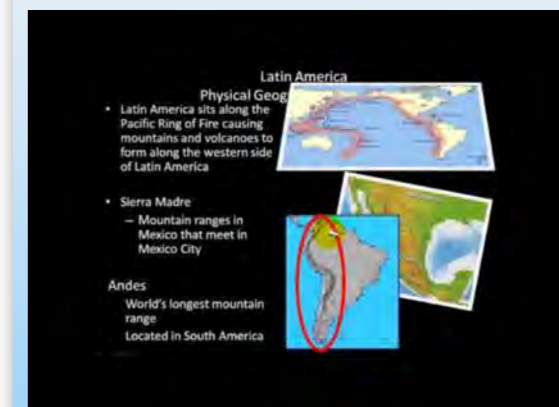 Latin America
Physical Geog
• Latin America sits along the
Pacific Ring of Fire causing
mountains and volcanoes to
form along the western side
of Latin America
• Sierra Madre
– Mountain ranges in
Mexico that meet in
Mexico City
Andes
World's longest mountain
range
Located in South America